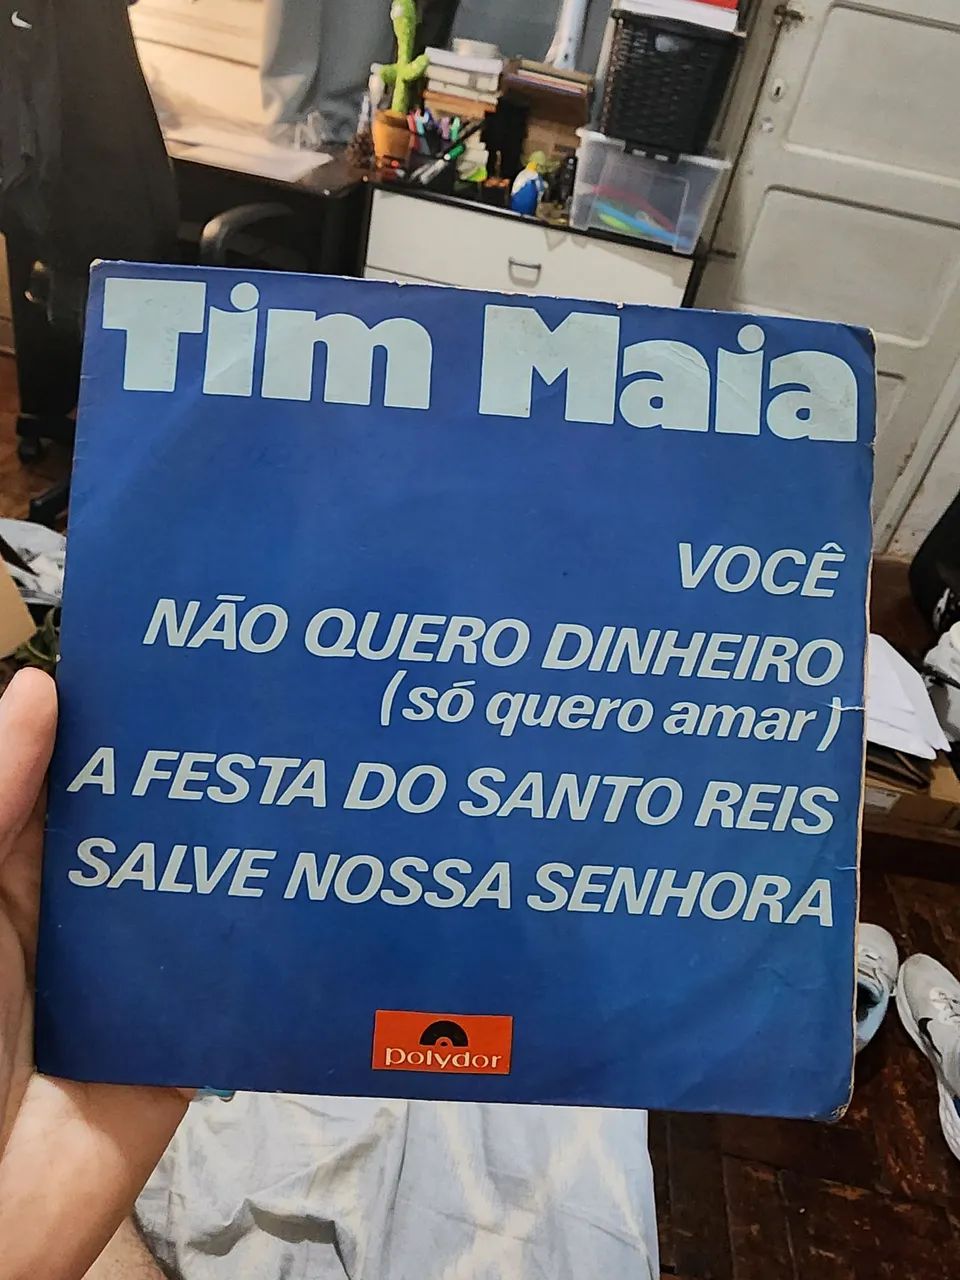 Tim Maia
VOCÊ
NÃO QUERO DINHEIRO
(só quero amar)
A FESTA DO SANTO REIS
SALVE NOSSA SENHORA
polydor